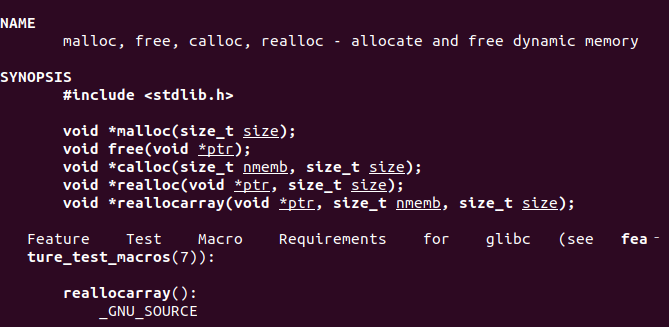 NAME
malloc, free, calloc, realloc - allocate and free dynamic memory
SYNOPSIS
#include <stdlib.h>
void *malloc(size_t size);
void free(void *ptr);
void *calloc(size_t nmemb, size_t size);
void *realloc(void *ptr, size_t size);
void *reallocarray(void *ptr, size_t nmemb, size_t size);
Feature Test Macro Requirements for glibc (see fea‐
ture_test_macros(7)):
reallocarray():
_GNU_SOURCE